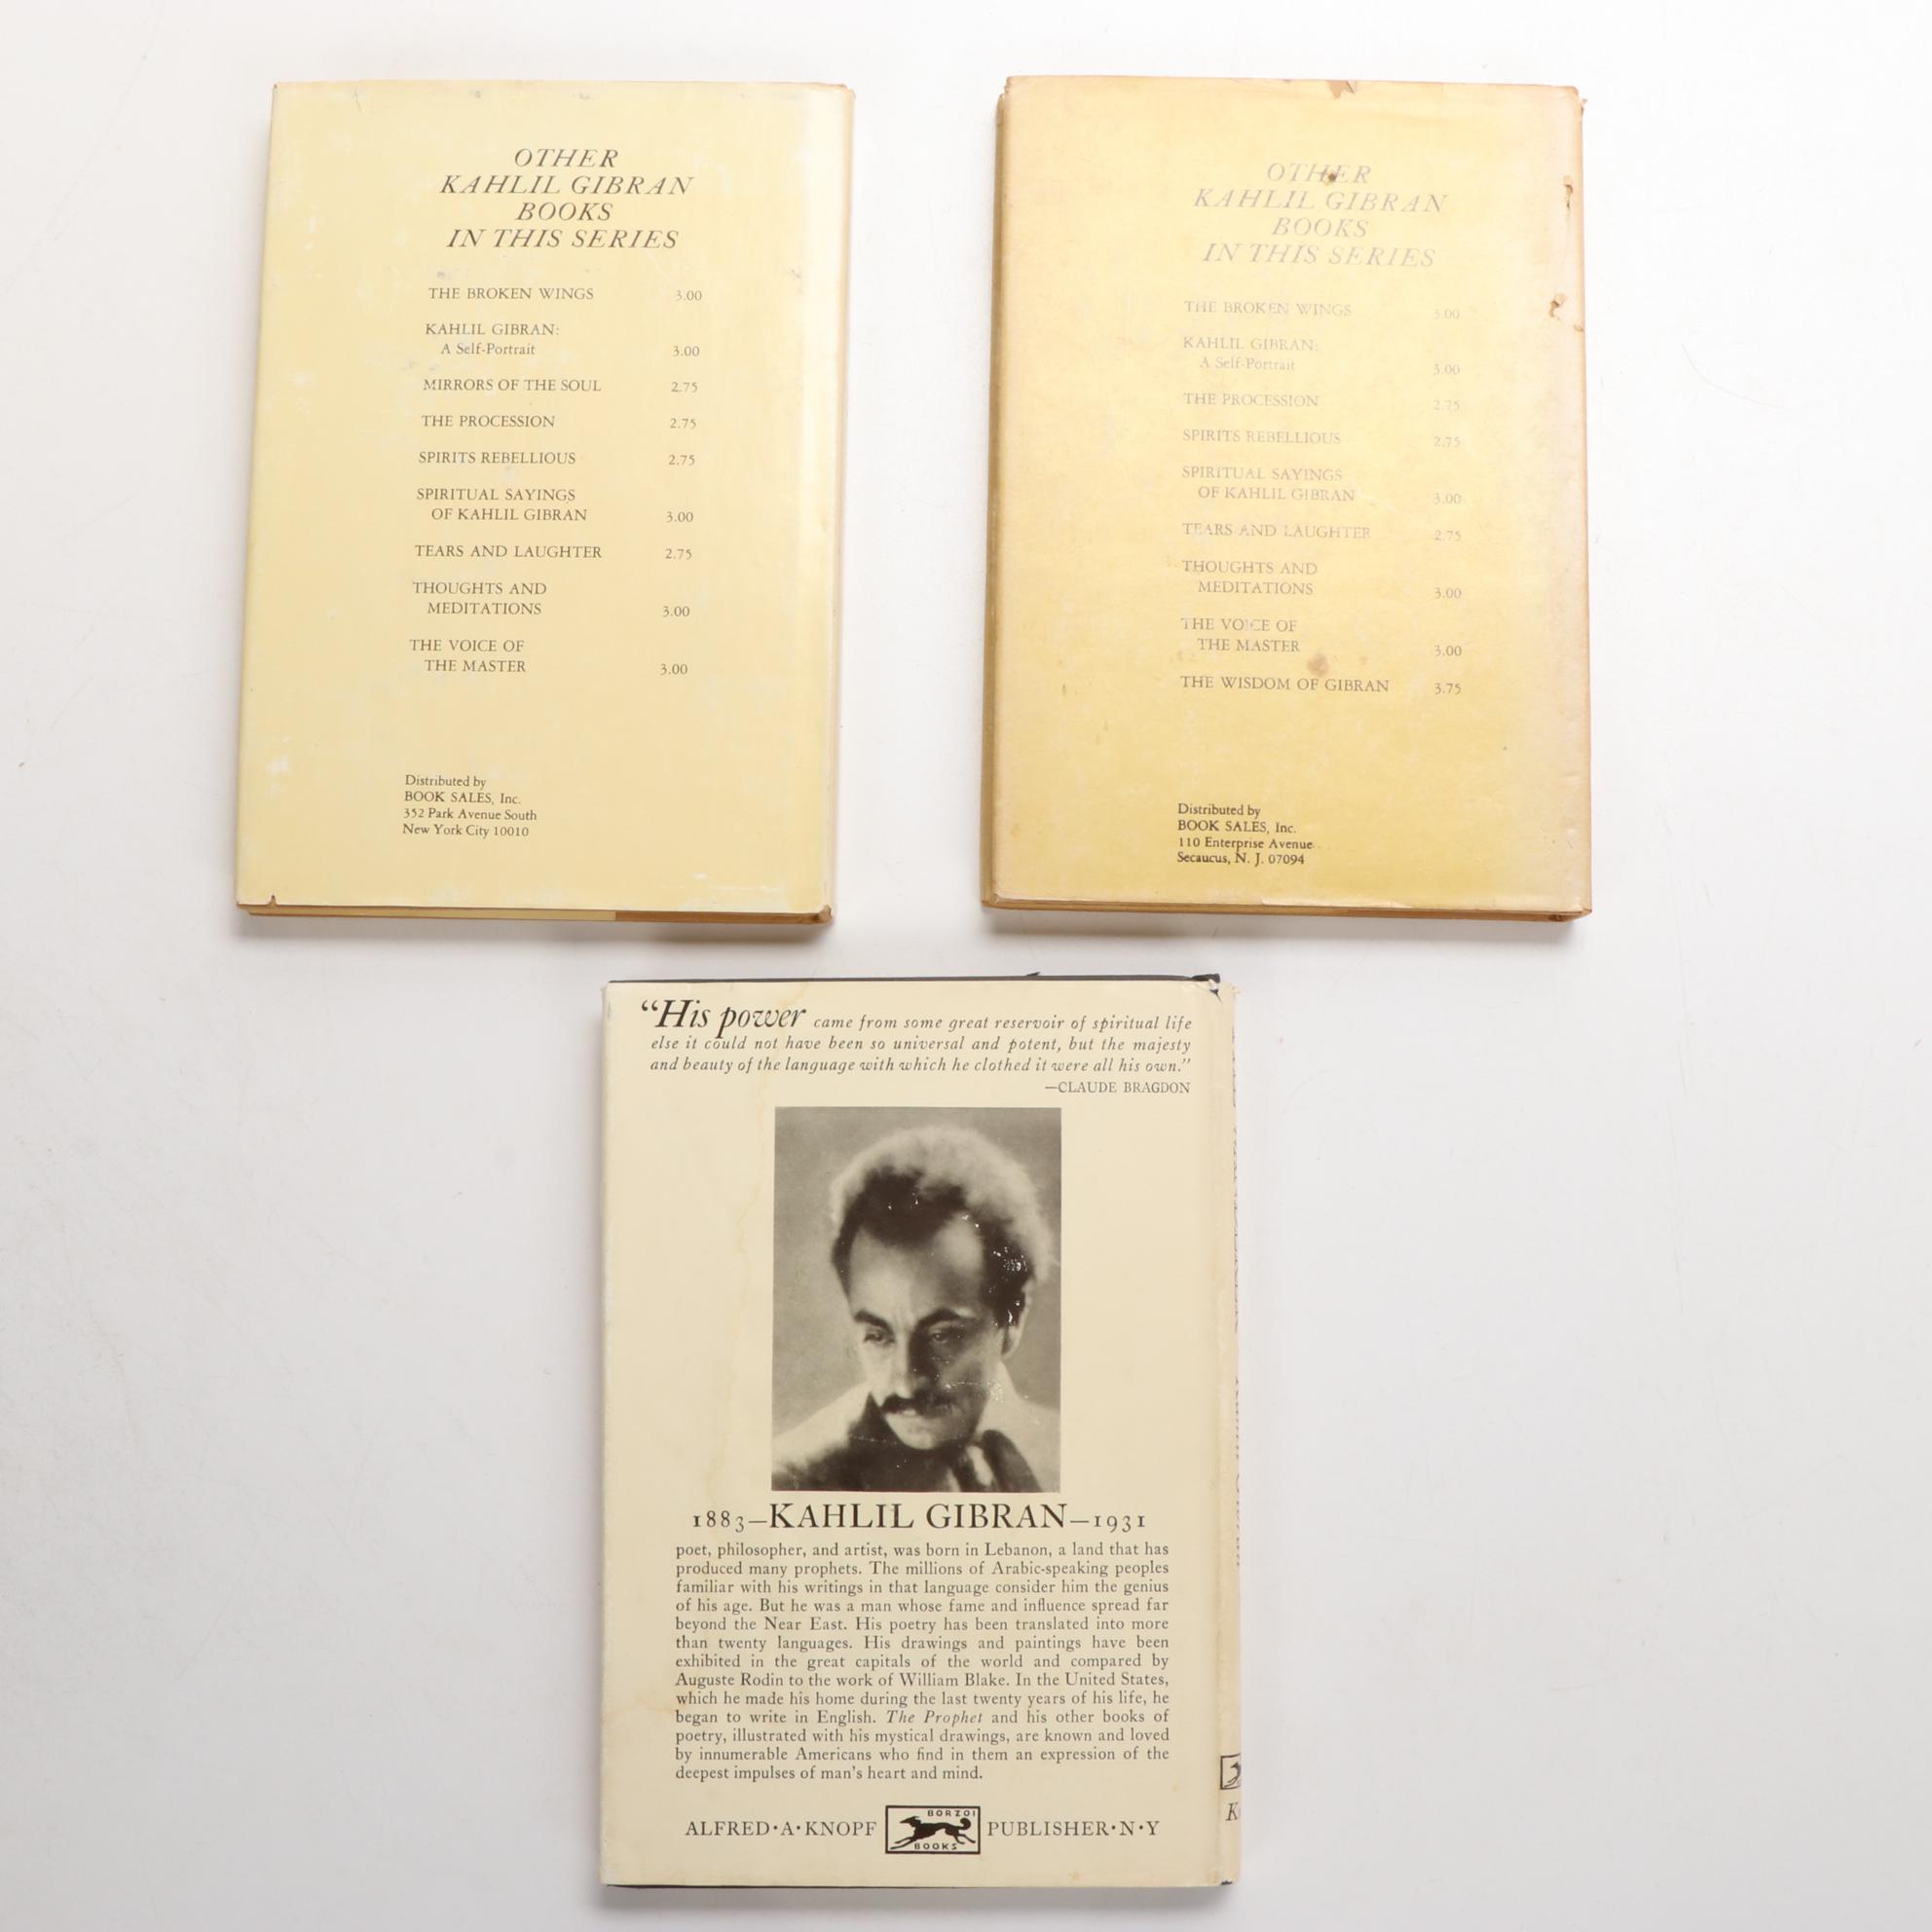 OTHER
KAHLIL GIBRAN
BOOKS
IN THIS SERIES
THE BROKEN WINGS 3.00
KAHLIL GIBRAN:
A Self-Portrait 3.00
MIRRORS OF THE SOUL 2.75
THE PROCESSION 2.75
SPIRITS REBELLIOUS 2.75
SPIRITUAL SAYINGS
OF KAHLIL GIBRAN 3.00
TEARS AND LAUGHTER 2.75
THOUGHTS AND
MEDITATIONS 3.00
THE VOICE OF
THE MASTER 3.00
Distributed by
BOOK SALES, Inc.
352 Park Avenue South
New York City 10010
OTHER
KAHLIL GIBRAN
BOOKS
IN THIS SERIES
THE BROKEN WINGS 3.00
KAHLIL GIBRAN:
A Self-Portrait 3.00
THE PROCESSION 2.75
SPIRITS REBELLIOUS 2.75
SPIRITUAL SAYINGS
OF KAHLIL GIBRAN 3.00
TEARS AND LAUGHTER 2.75
THOUGHTS AND
MEDITATIONS 3.00
THE VOICE OF
THE MASTER 3.00
THE WISDOM OF GIBRAN 3.75
Distributed by
BOOK SALES, Inc.
110 Enterprise Avenue
Secaucus, N. J. 07094
“His power came from some great reservoir of spiritual life
else it could not have been so universal and potent, but the majesty
and beauty of the language with which he clothed it were all his own.”
—CLAUDE BRAGDON
1883—KAHLIL GIBRAN—1931
poet, philosopher, and artist, was born in Lebanon, a land that has
produced many prophets. The millions of Arabic-speaking peoples
familiar with his writings in that language consider him the genius
of his age. But he was a man whose fame and influence spread far
beyond the Near East. His poetry has been translated into more
than twenty languages. His drawings and paintings have been
exhibited in the great capitals of the world and compared by
Auguste Rodin to the work of William Blake. In the United States,
which he made his home during the last twenty years of his life, he
began to write in English. The Prophet and his other books of
poetry, illustrated with his mystical drawings, are known and loved
by innumerable Americans who find in them an expression of the
deepest impulses of man's heart and mind.
ALFRED·A·KNOPF BORZOI BOOKS PUBLISHER·N·Y